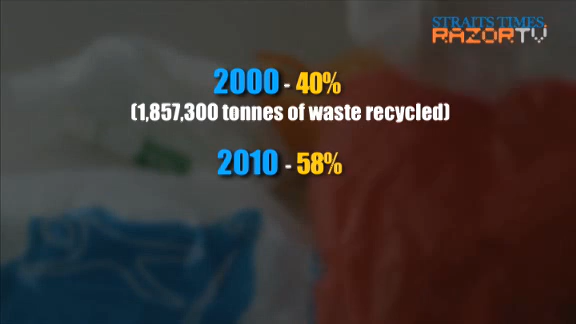 STRAITS TIMES
RAZORTV
2000 - 40%
(1,857,300 tonnes of waste recycled)
2010 - 58%